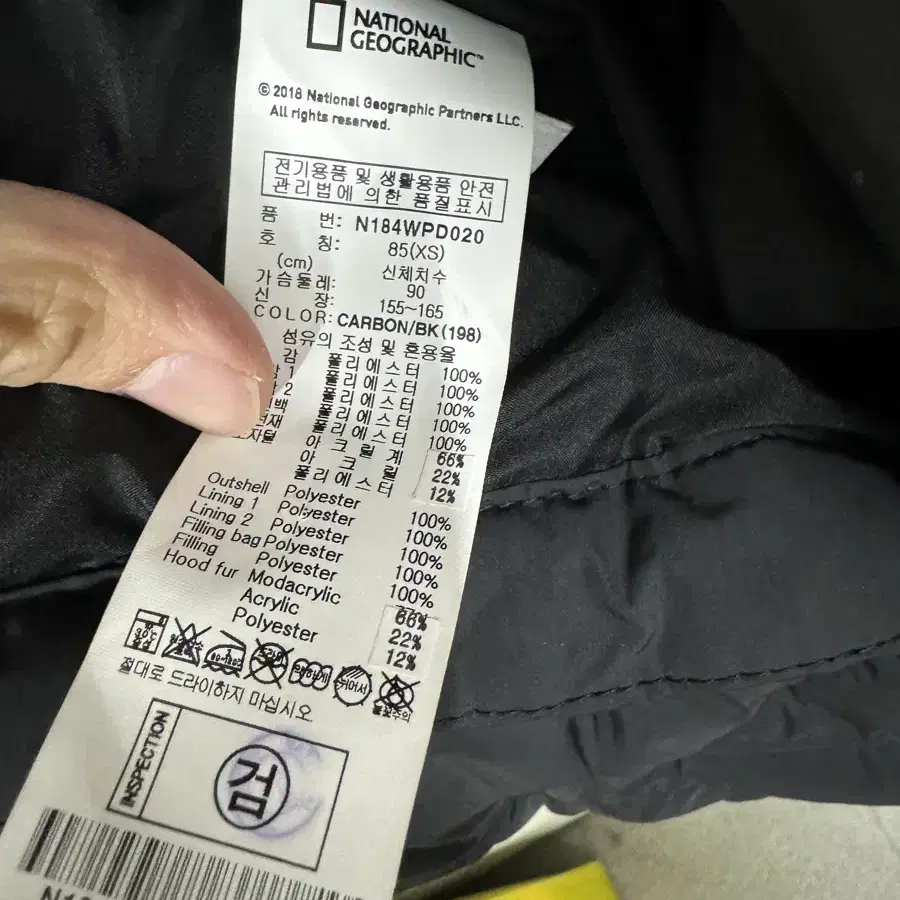 NATIONAL
GEOGRAPHIC™
© 2018 National Geographic Partners LLC.
All rights reserved.
전기용품 및 생활용품 안전
관리법에 의한 품질표시
품 번: N184WPD020
호 칭: 85(XS)
(cm) 신체치수
가슴둘레: 90
신 장: 155~165
COLOR: CARBON/BK(198)
섬유의 조성 및 혼용율
감 폴리에스터 100%
1 폴리에스터 100%
2 폴리에스터 100%
백 폴리에스터 100%
재 폴리에스터 100%
아크릴계 66%
아크릴 22%
폴리에스터 12%
Outshell Polyester 100%
Lining 1 Polyester 100%
Lining 2 Polyester 100%
Filling bag Polyester 100%
Filling Polyester 100%
Hood fur Modacrylic 66%
Acrylic 22%
Polyester 12%
30℃
절대로 드라이하지 마십시오.
INSPECTION
검